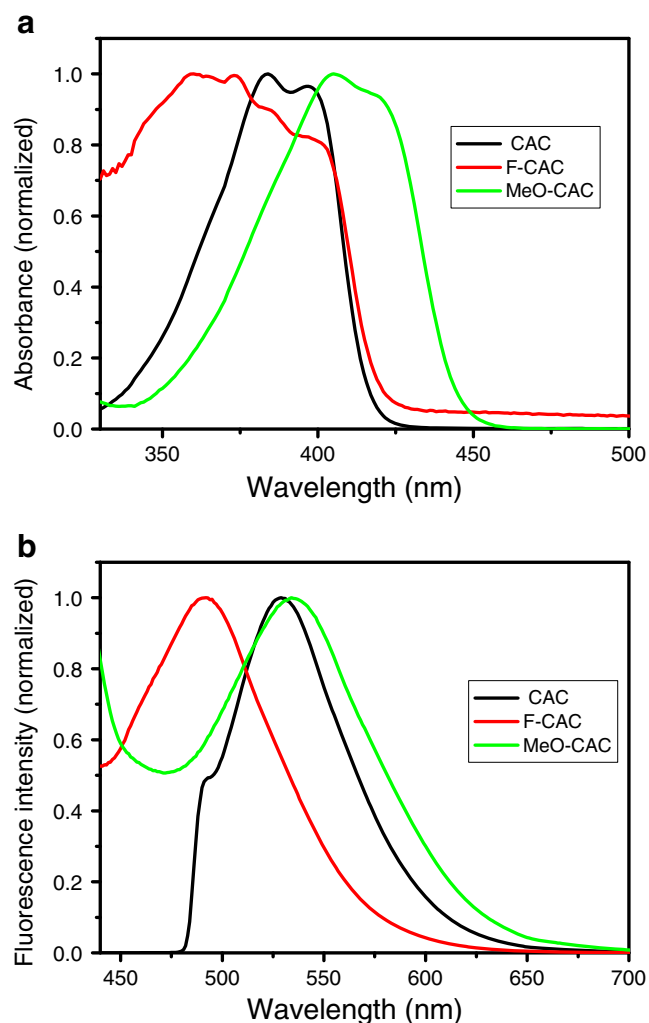 a
Absorbance (normalized)
1.0
0.8
0.6
0.4
0.2
0.0
CAC
F-CAC
MeO-CAC
350
400
450
500
Wavelength (nm)
b
Fluorescence intensity (normalized)
1.0
0.8
0.6
0.4
0.2
0.0
CAC
F-CAC
MeO-CAC
450
500
550
600
650
700
Wavelength (nm)